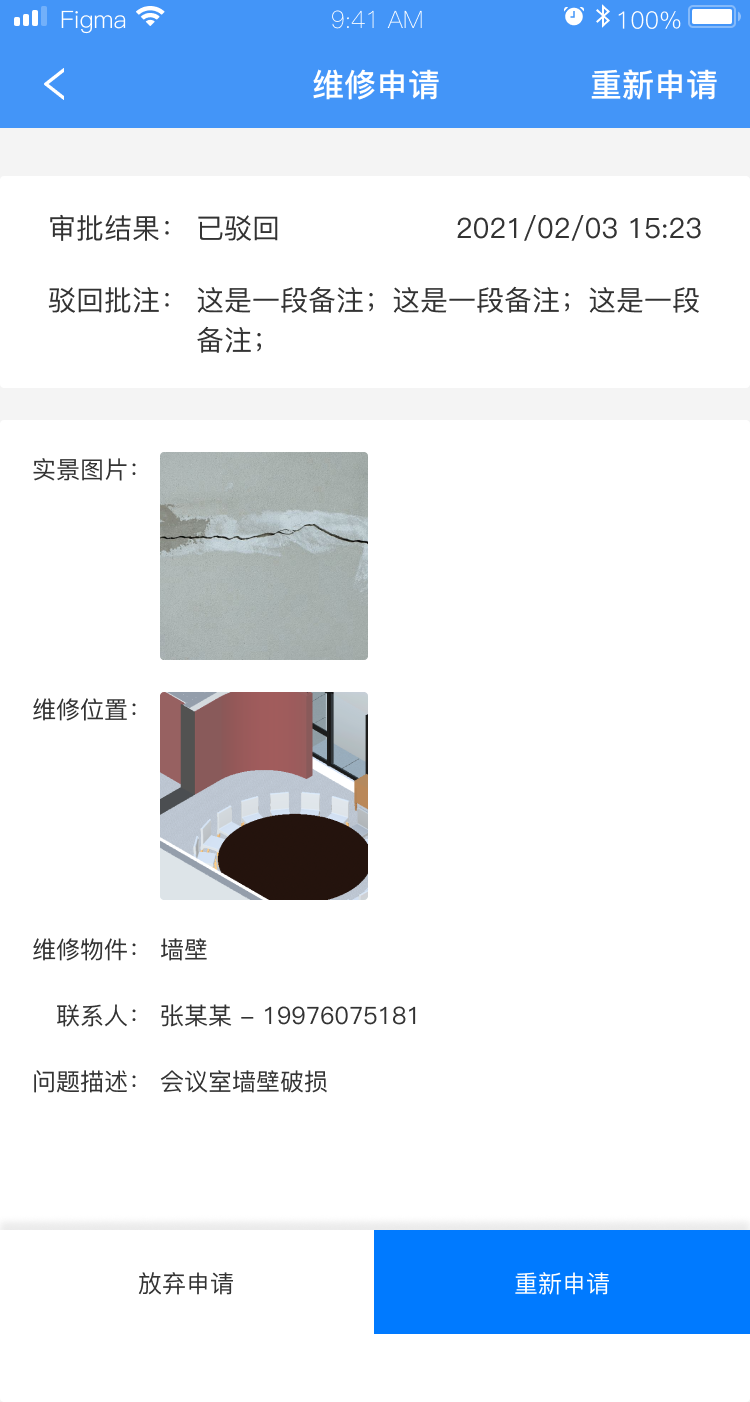 Figma 9:41 AM 100%
维修申请 重新申请
审批结果： 已驳回 2021/02/03 15:23
驳回批注： 这是一段备注；这是一段备注；这是一段
备注；
实景图片：
维修位置：
维修物件： 墙壁
联系人： 张某某 - 19976075181
问题描述： 会议室墙壁破损
放弃申请 重新申请